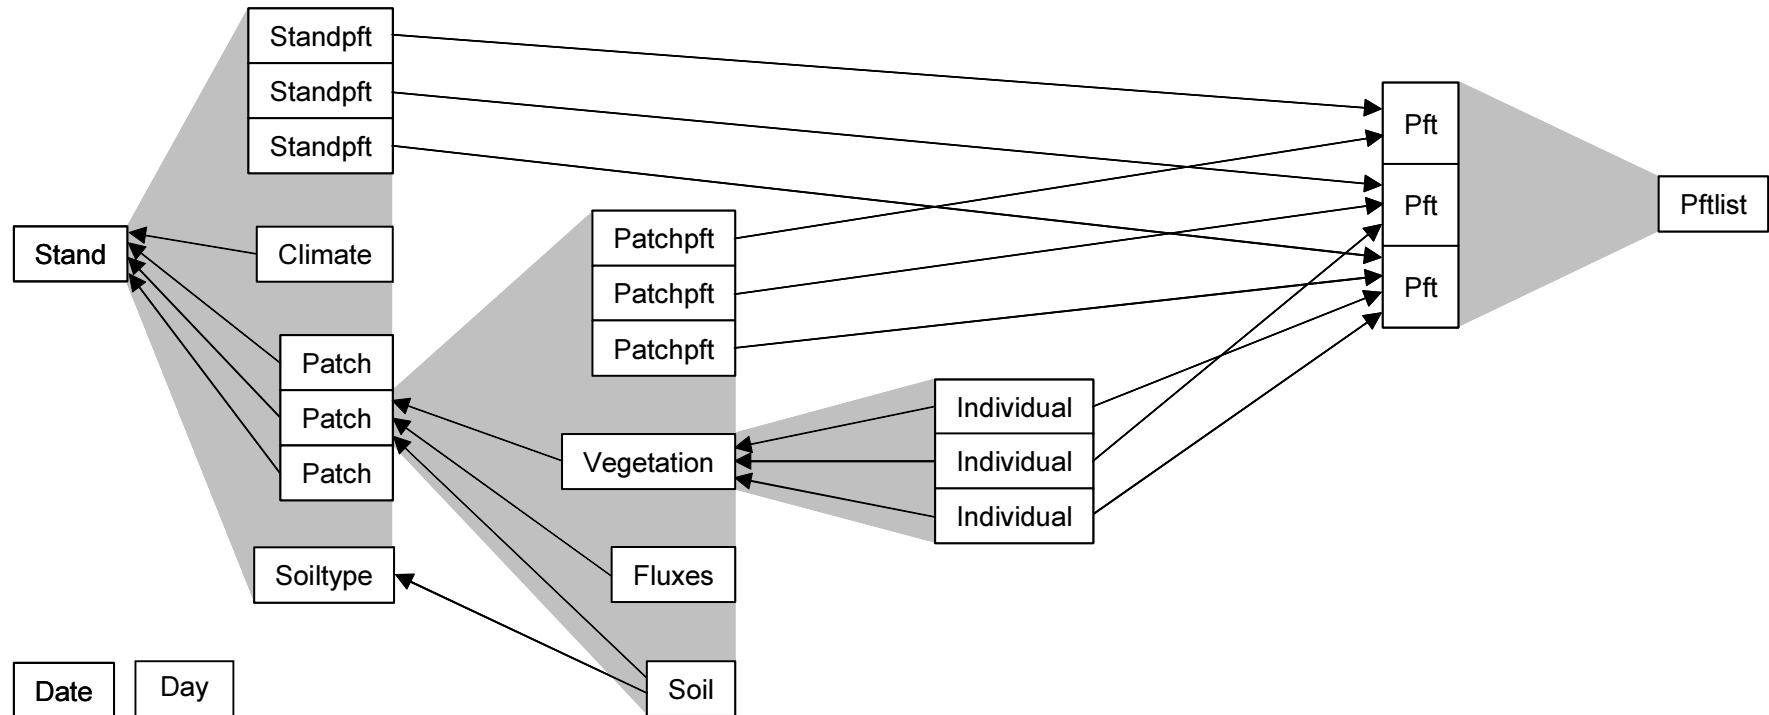 Standpft
Standpft
Standpft
Stand
Climate
Patch
Patch
Patch
Soiltype
Date
Day
Patchpft
Patchpft
Patchpft
Vegetation
Fluxes
Soil
Individual
Individual
Individual
Pft
Pft
Pft
Pftlist